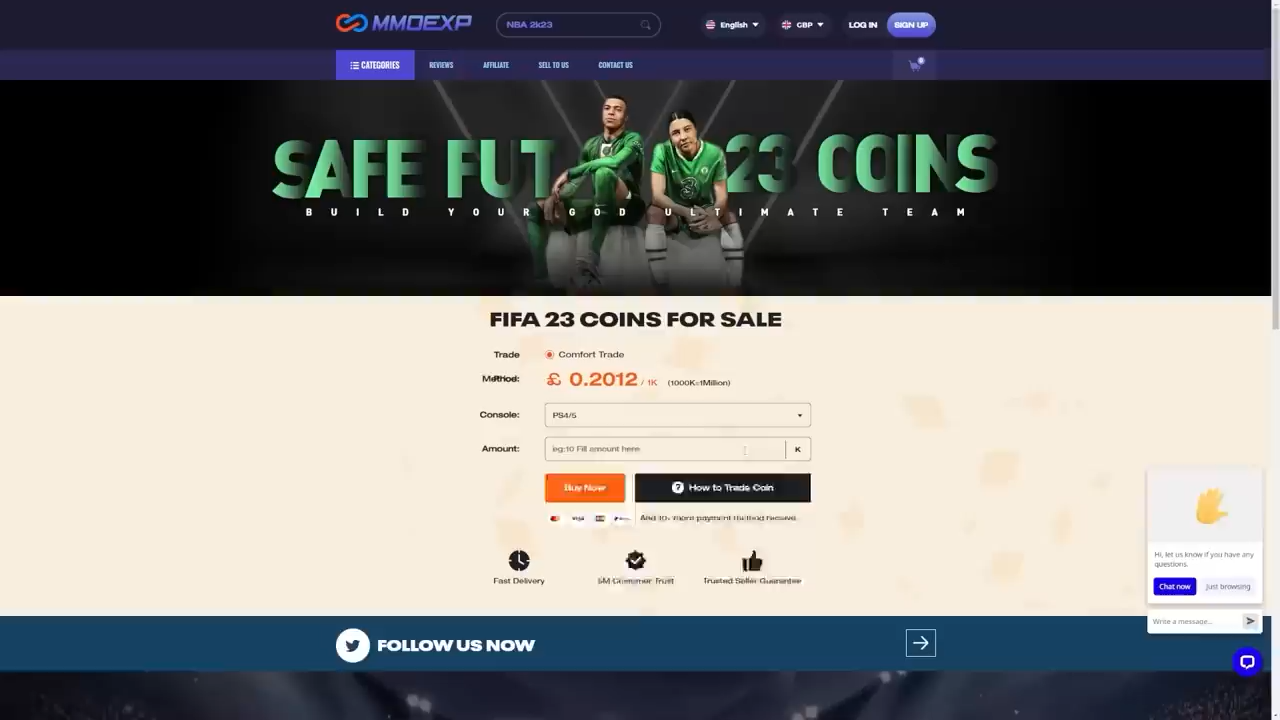 MMOEXP
NBA 2k23
English
GBP
LOG IN
SIGN UP
CATEGORIES
REVIEWS
AFFILIATE
SELL TO US
CONTACT US
0
SAFE FUT 23 COINS
BUILD YOUR GOD ULTIMATE TEAM
FIFA 23 COINS FOR SALE
Trade
Comfort Trade
£ 0.2012 / 1K (1000K=1Million)
Console:
PS4/5
Amount:
eg:10 Fill amount here
K
Buy Now
? How to Trade Coin
VISA
And 10+ more payment method receive.
Fast Delivery
5M Customer Trust
Trusted Seller Guarantee
Hi, let us know if you have any
questions.
Chat now
Just browsing
Write a message...
FOLLOW US NOW